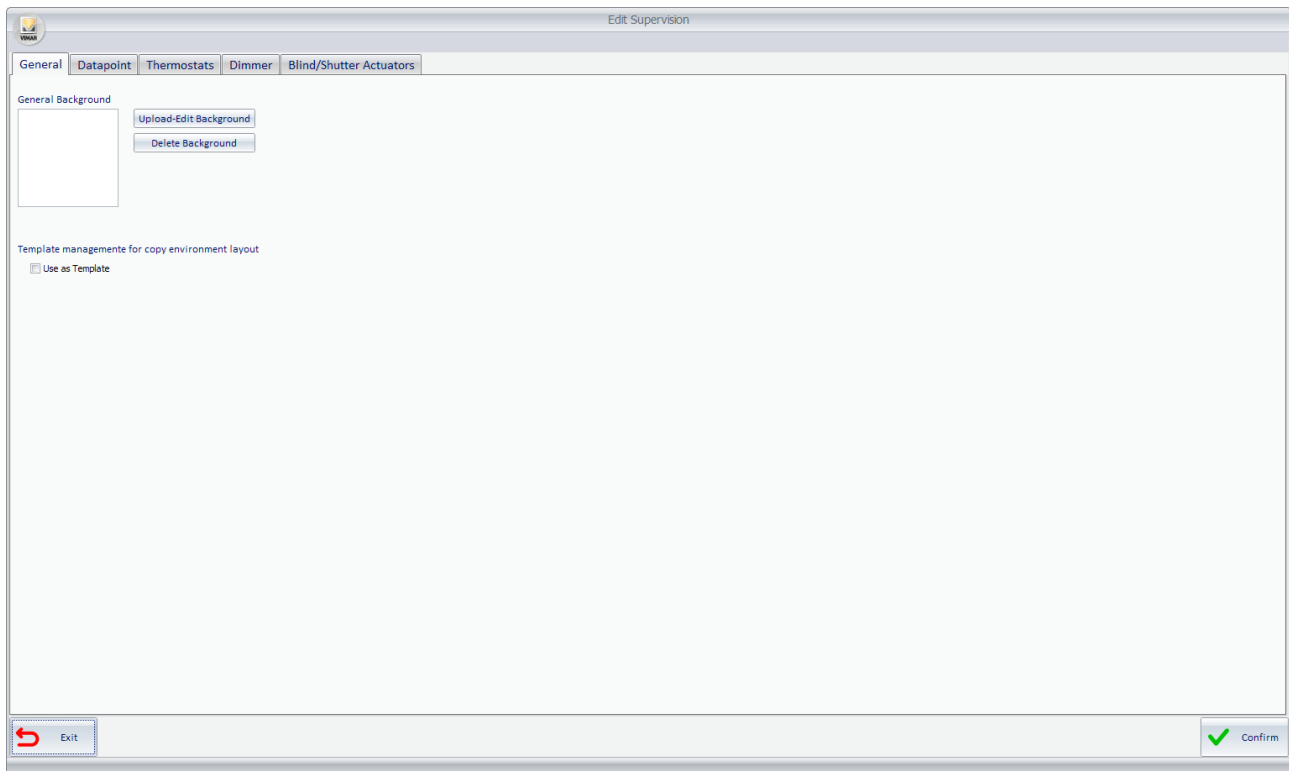 Edit Supervision
VIMAR
General Datapoint Thermostats Dimmer Blind/Shutter Actuators
General Background
Upload-Edit Background
Delete Background
Template managemente for copy environment layout
Use as Template
Exit Confirm